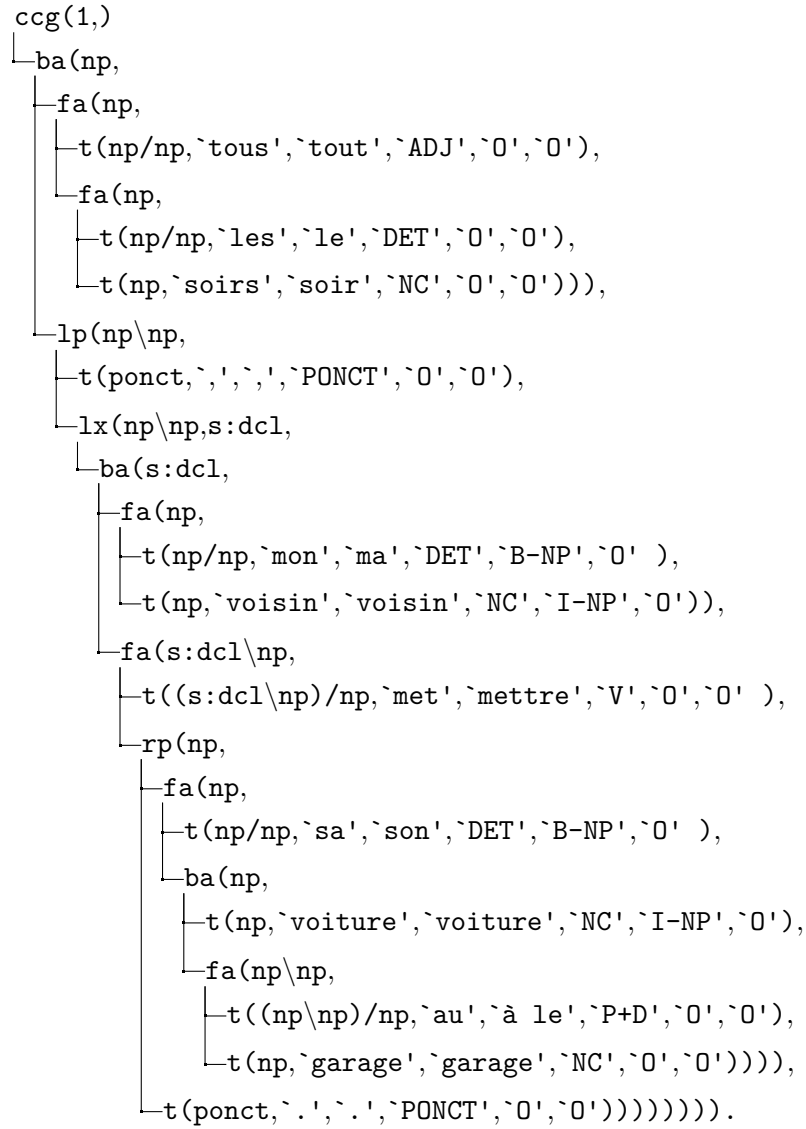 ccg(1,)
ba(np,
fa(np,
t(np/np,`tous',`tout',`ADJ',`O',`O'),
fa(np,
t(np/np,`les',`le',`DET',`O',`O'),
t(np,`soirs',`soir',`NC',`O',`O'))),
lp(np\np,
t(ponct,`,',`,',`PONCT',`O',`O'),
lx(np\np,s:dcl,
ba(s:dcl,
fa(np,
t(np/np,`mon',`ma',`DET',`B-NP',`O' ),
t(np,`voisin',`voisin',`NC',`I-NP',`O')),
fa(s:dcl\np,
t((s:dcl\np)/np,`met',`mettre',`V',`O',`O' ),
rp(np,
fa(np,
t(np/np,`sa',`son',`DET',`B-NP',`O' ),
ba(np,
t(np,`voiture',`voiture',`NC',`I-NP',`O'),
fa(np\np,
t((np\np)/np,`au',`à le',`P+D',`O',`O'),
t(np,`garage',`garage',`NC',`O',`O')))),
t(ponct,`.',`.',`PONCT',`O',`O')))))))).